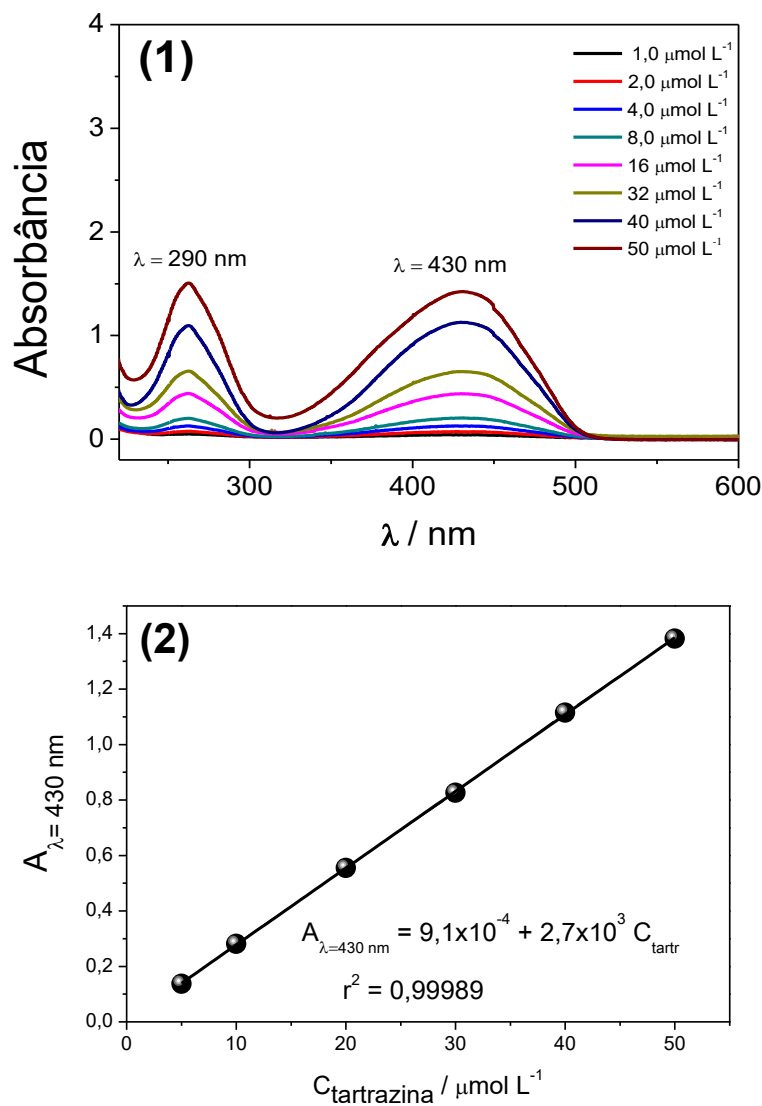 (1)
4
3
2
1
0
Absorbância
1,0 μmol L⁻¹
2,0 μmol L⁻¹
4,0 μmol L⁻¹
8,0 μmol L⁻¹
16 μmol L⁻¹
32 μmol L⁻¹
40 μmol L⁻¹
50 μmol L⁻¹
λ = 290 nm
λ = 430 nm
300 400 500 600
λ / nm
(2)
1,4
1,2
1,0
0,8
0,6
0,4
0,2
0,0
A λ= 430 nm
A λ=430 nm = 9,1x10⁻⁴ + 2,7x10³ C tartr
r² = 0,99989
0 10 20 30 40 50
C tartrazina / μmol L⁻¹